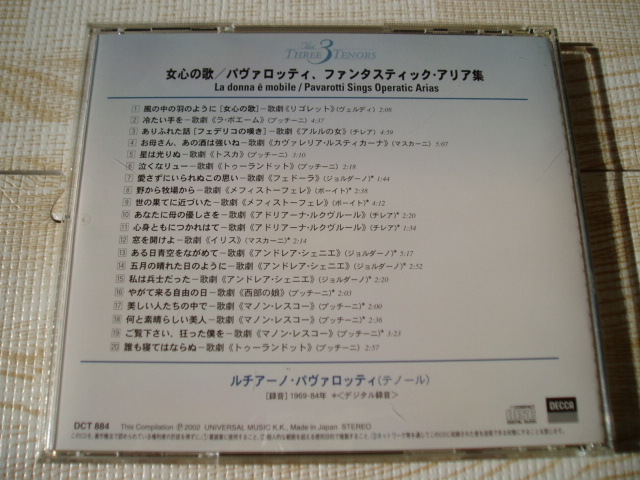 The
THREE 3 TENORS
女心の歌／パヴァロッティ、ファンタスティック・アリア集
La donna è mobile / Pavarotti Sings Operatic Arias
1 風の中の羽のように [女心の歌]－歌劇《リゴレット》(ヴェルディ) 2:08
2 冷たい手を－歌劇《ラ・ボエーム》(プッチーニ) 4:37
3 ありふれた話 [フェデリコの嘆き]－歌劇《アルルの女》(チレア) 4:59
4 お母さん、あの酒は強いね－歌劇《カヴァレリア・ルスティカーナ》(マスカーニ) 5:07
5 星は光りぬ－歌劇《トスカ》(プッチーニ) 3:10
6 泣くなリュー－歌劇《トゥーランドット》(プッチーニ) 2:18
7 愛さずにいられぬこの思い－歌劇《フェドーラ》(ジョルダーノ)* 1:44
8 野から牧場から－歌劇《メフィストーフェレ》(ボーイト)* 2:38
9 世の果てに近づいた－歌劇《メフィストーフェレ》(ボーイト)* 4:12
10 あなたに母の優しさを－歌劇《アドリアーナ・ルクヴルール》(チレア)* 2:20
11 心身ともにつかれはて－歌劇《アドリアーナ・ルクヴルール》(チレア)* 1:34
12 窓を開けよ－歌劇《イリス》(マスカーニ)* 2:14
13 ある日青空をながめて－歌劇《アンドレア・シェニエ》(ジョルダーノ)* 5:17
14 五月の晴れた日のように－歌劇《アンドレア・シェニエ》(ジョルダーノ)* 2:52
15 私は兵士だった－歌劇《アンドレア・シェニエ》(ジョルダーノ)* 2:20
16 やがて来る自由の日－歌劇《西部の娘》(プッチーニ)* 2:03
17 美しい人たちの中で－歌劇《マノン・レスコー》(プッチーニ)* 2:00
18 何と素晴らしい美人－歌劇《マノン・レスコー》(プッチーニ)* 2:36
19 ご覧下さい、狂った僕を－歌劇《マノン・レスコー》(プッチーニ)* 3:23
20 誰も寝てはならぬ－歌劇《トゥーランドット》(プッチーニ) 2:57
ルチアーノ・パヴァロッティ(テノール)
[録音] 1969-84年 *<デジタル録音>
DCT 884 This Compilation ℗ 2002 UNIVERSAL MUSIC K.K., Made in Japan. STEREO
COMPACT disc DIGITAL AUDIO
DECCA